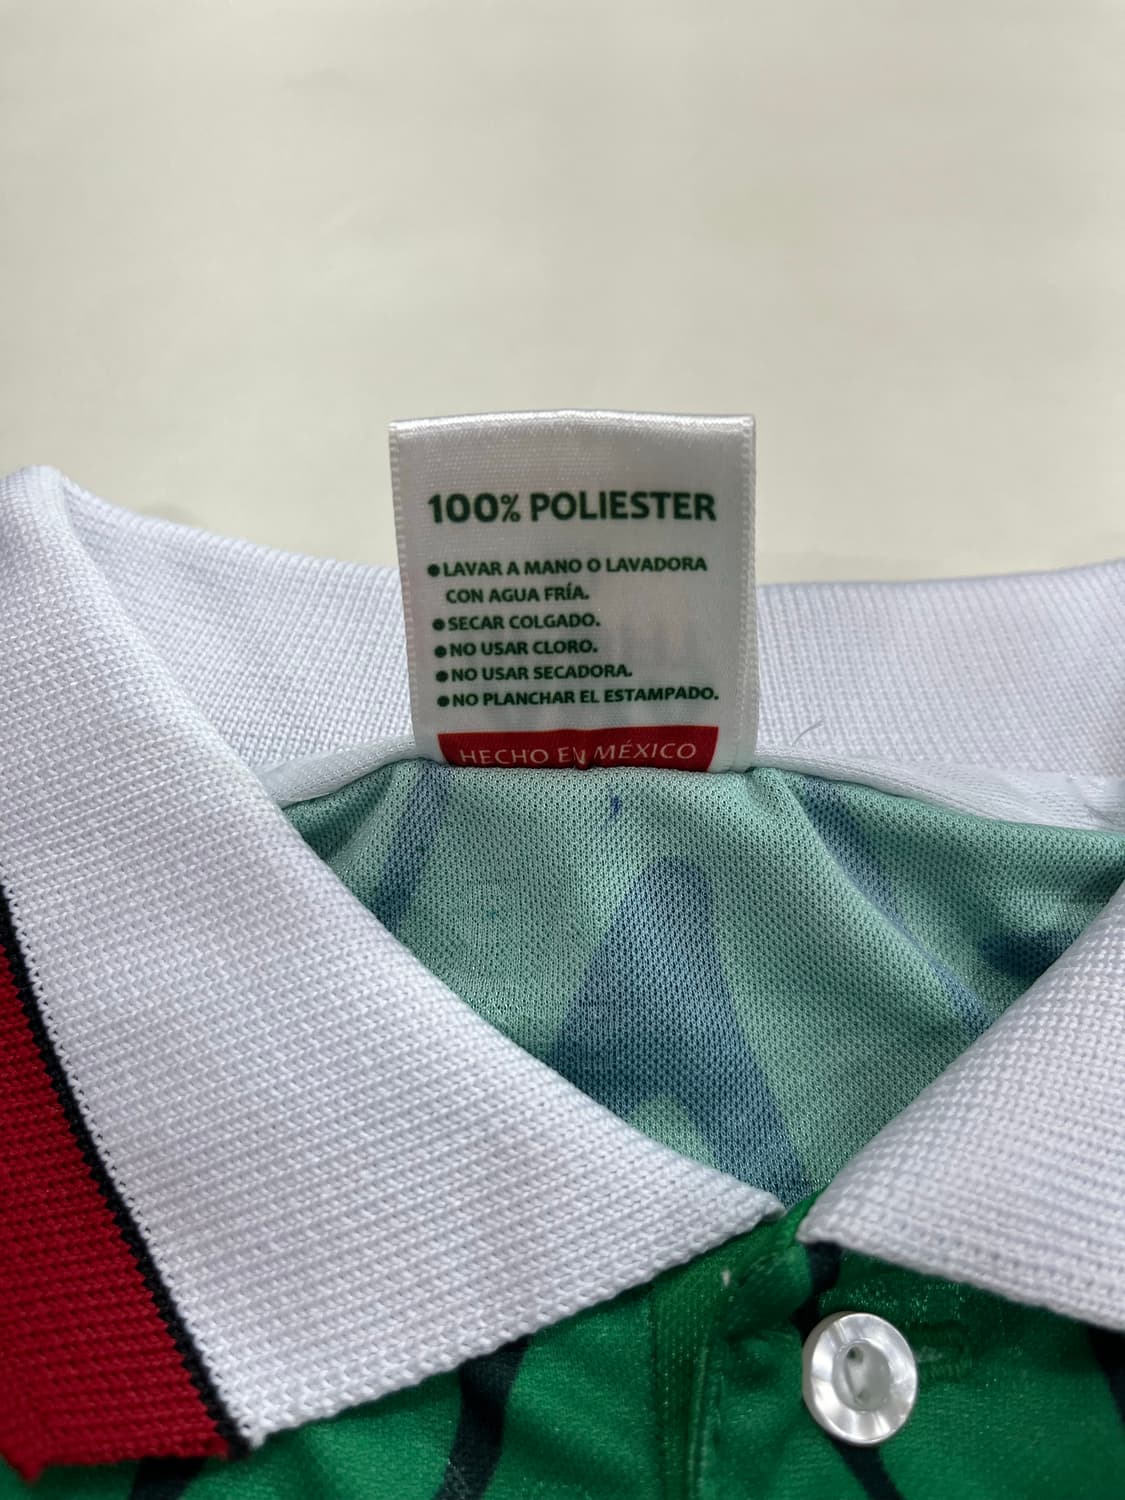 100% POLIESTER
●LAVAR A MANO O LAVADORA
CON AGUA FRÍA.
●SECAR COLGADO.
●NO USAR CLORO.
●NO USAR SECADORA.
●NO PLANCHAR EL ESTAMPADO.
HECHO EN MÉXICO